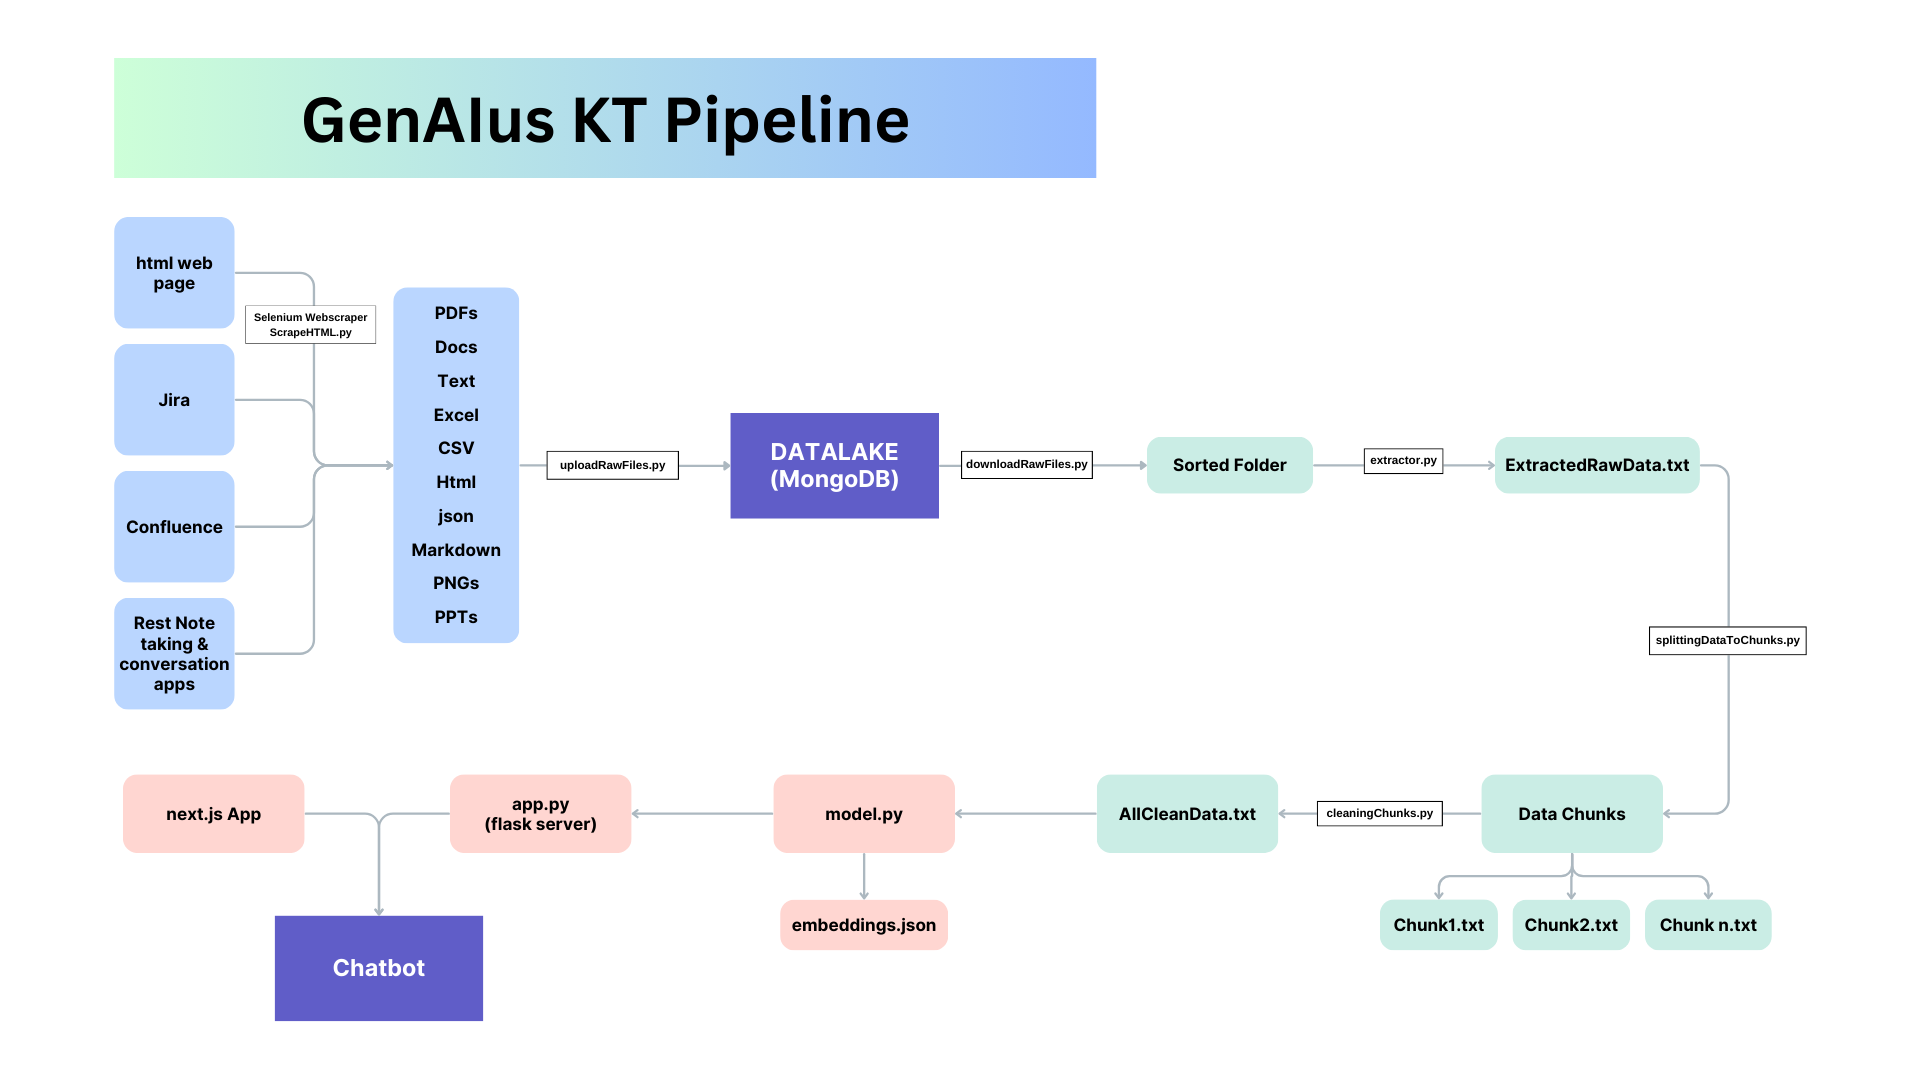 GenAIus KT Pipeline
html web
page
Selenium Webscraper
ScrapeHTML.py
Jira
Confluence
Rest Note
taking &
conversation
apps
PDFs
Docs
Text
Excel
CSV
Html
json
Markdown
PNGs
PPTs
uploadRawFiles.py
DATALAKE
(MongoDB)
downloadRawFiles.py
Sorted Folder
extractor.py
ExtractedRawData.txt
splittingDataToChunks.py
next.js App
app.py
(flask server)
model.py
AllCleanData.txt
cleaningChunks.py
Data Chunks
embeddings.json
Chunk1.txt
Chunk2.txt
Chunk n.txt
Chatbot